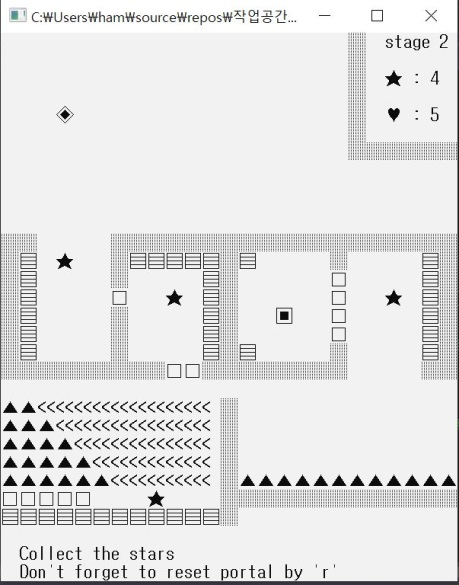 C:₩Users₩ham₩source₩repos₩작업공간...
stage 2
★ : 4
♥ : 5
<<<<<<<<<<<<<<<<<<<
<<<<<<<<<<<<<<<<<<
<<<<<<<<<<<<<<<<<
<<<<<<<<<<<<<<<<
<<<<<<<<<<<<<<<
Collect the stars
Don't forget to reset portal by 'r'